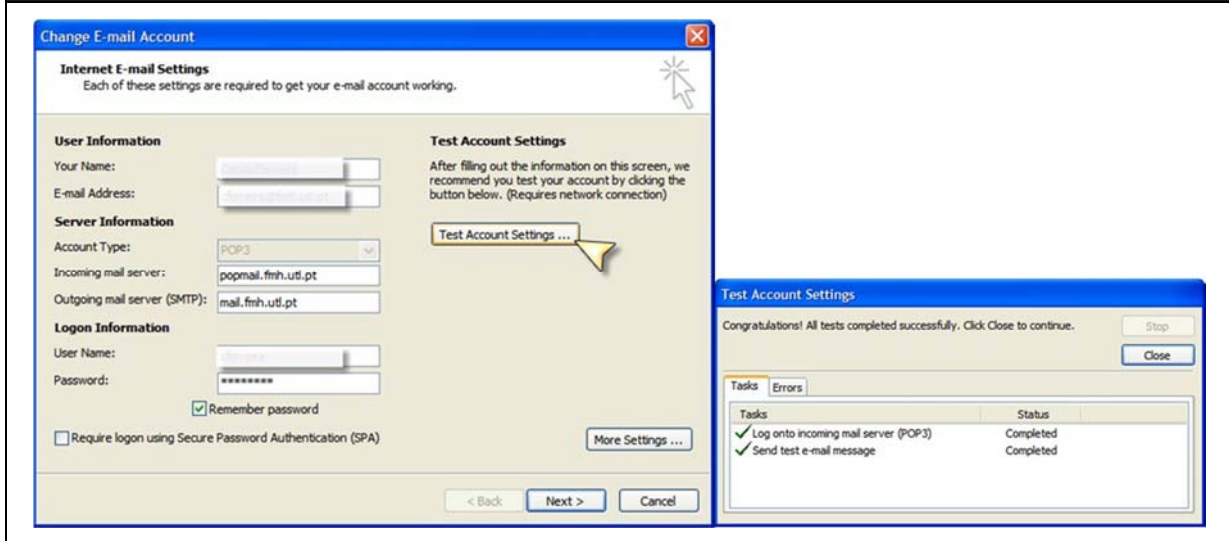 Change E-mail Account
Internet E-mail Settings
Each of these settings are required to get your e-mail account working.
User Information
Your Name:
E-mail Address:
Server Information
Account Type: POP3
Incoming mail server: popmail.fmh.utl.pt
Outgoing mail server (SMTP): mail.fmh.utl.pt
Logon Information
User Name:
Password: ********
Remember password
Require logon using Secure Password Authentication (SPA)
Test Account Settings
After filling out the information on this screen, we
recommend you test your account by clicking the
button below. (Requires network connection)
Test Account Settings ...
More Settings ...
< Back
Next >
Cancel
Test Account Settings
Congratulations! All tests completed successfully. Click Close to continue.
Stop
Close
Tasks Errors
Tasks Status
Log onto incoming mail server (POP3) Completed
Send test e-mail message Completed